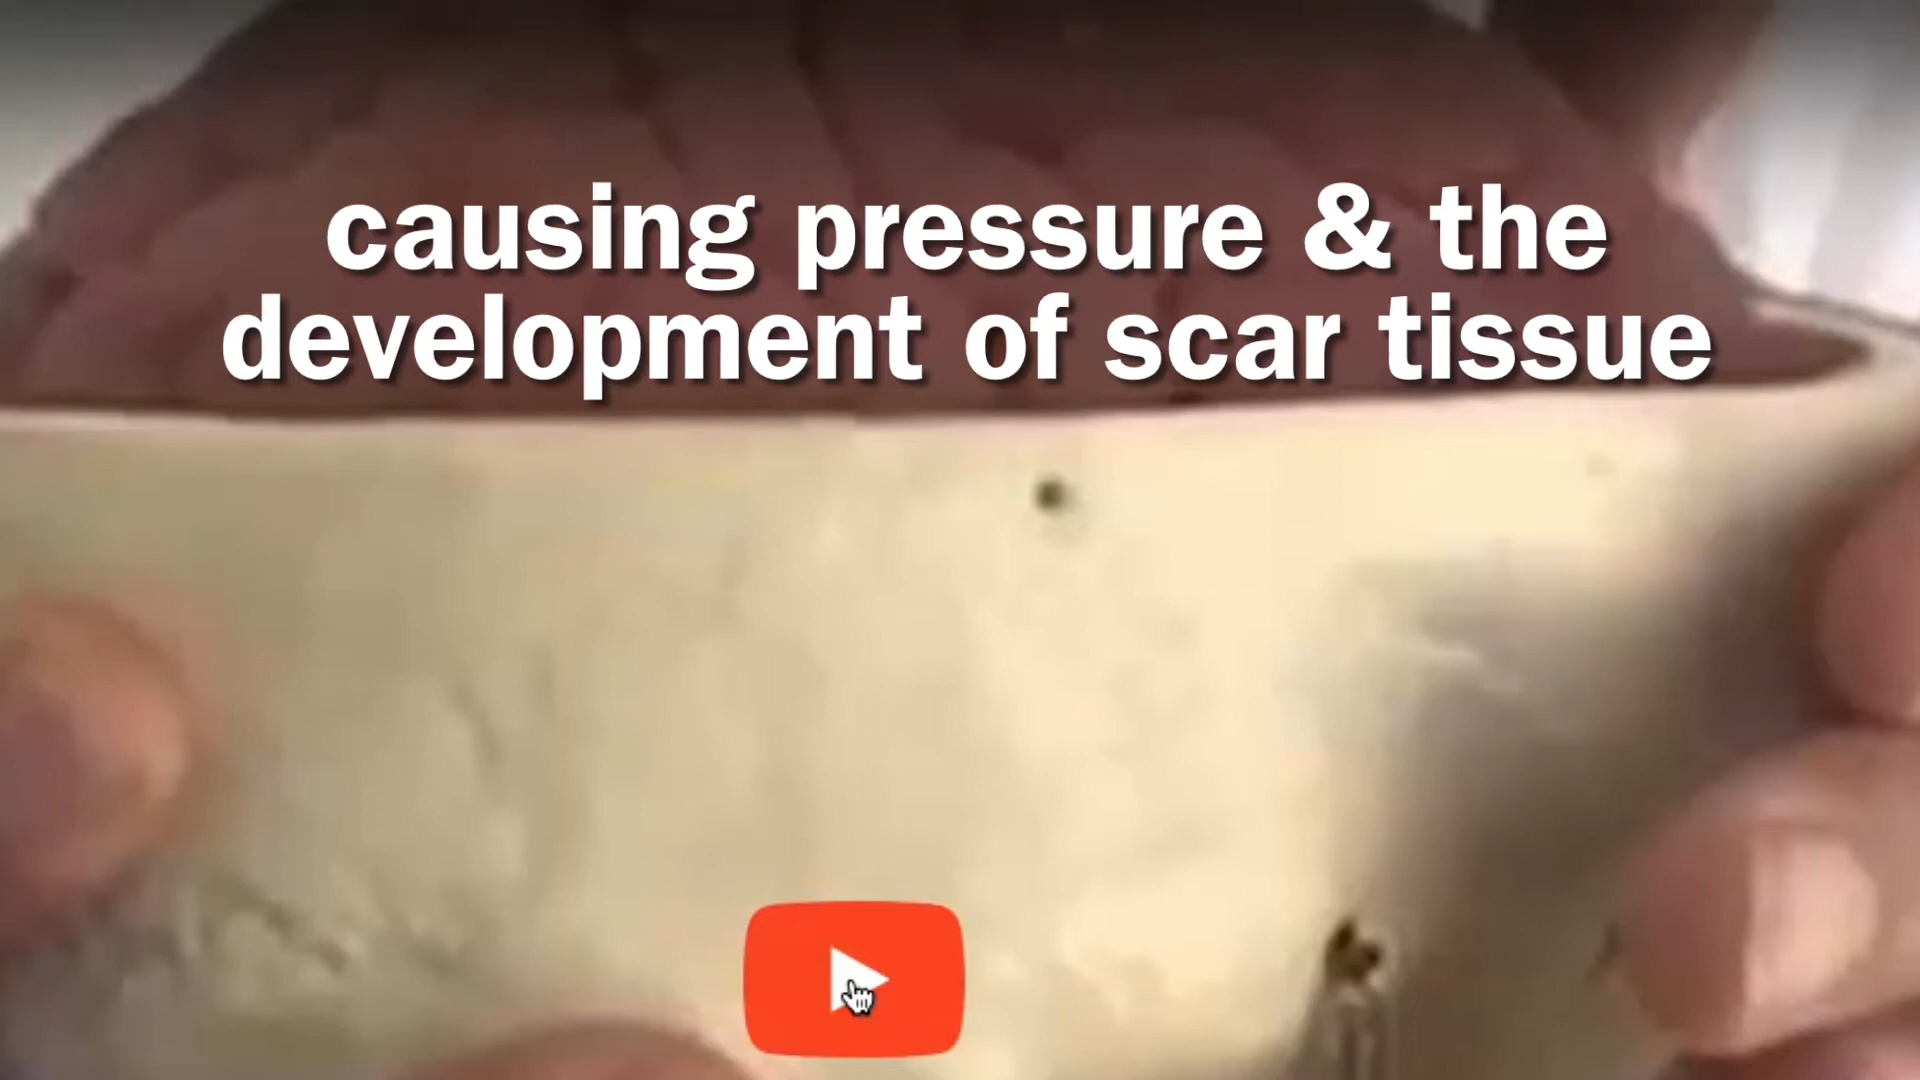 causing pressure & the
development of scar tissue